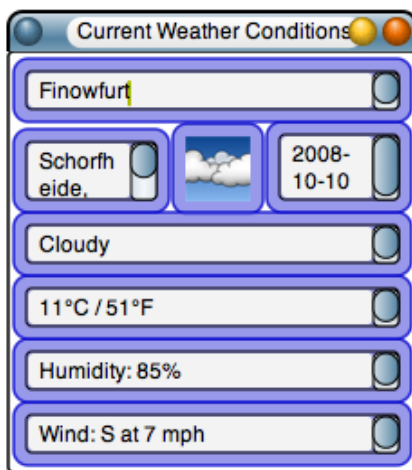 Current Weather Conditions
Finowfurt
Schorfh
eide,
2008-
10-10
Cloudy
11°C / 51°F
Humidity: 85%
Wind: S at 7 mph